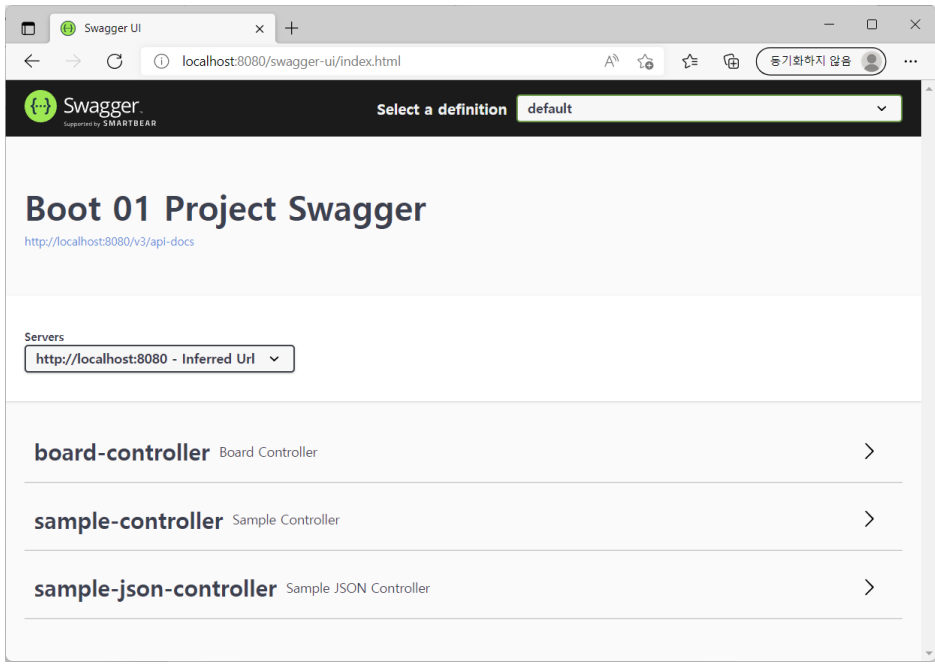 Swagger UI
localhost:8080/swagger-ui/index.html
동기화하지 않음
Swagger.
Supported by SMARTBEAR
Select a definition
default
Boot 01 Project Swagger
http://localhost:8080/v3/api-docs
Servers
http://localhost:8080 - Inferred Url
board-controller Board Controller
sample-controller Sample Controller
sample-json-controller Sample JSON Controller